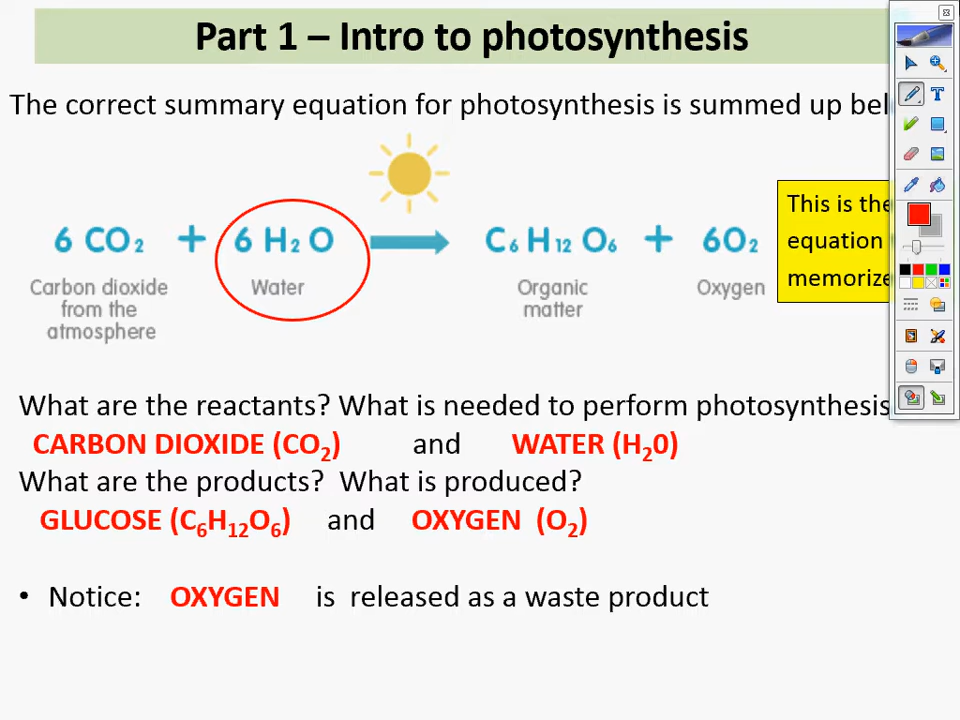 Part 1 – Intro to photosynthesis
The correct summary equation for photosynthesis is summed up bel
6 CO₂ + 6 H₂ O C₆ H₁₂ O₆ + 6O₂
Carbon dioxide
from the
atmosphere
Water
Organic
matter
Oxygen
This is the
equation
memorize
What are the reactants? What is needed to perform photosynthesis
CARBON DIOXIDE (CO₂) and WATER (H₂0)
What are the products? What is produced?
GLUCOSE (C₆H₁₂O₆) and OXYGEN (O₂)
• Notice: OXYGEN is released as a waste product